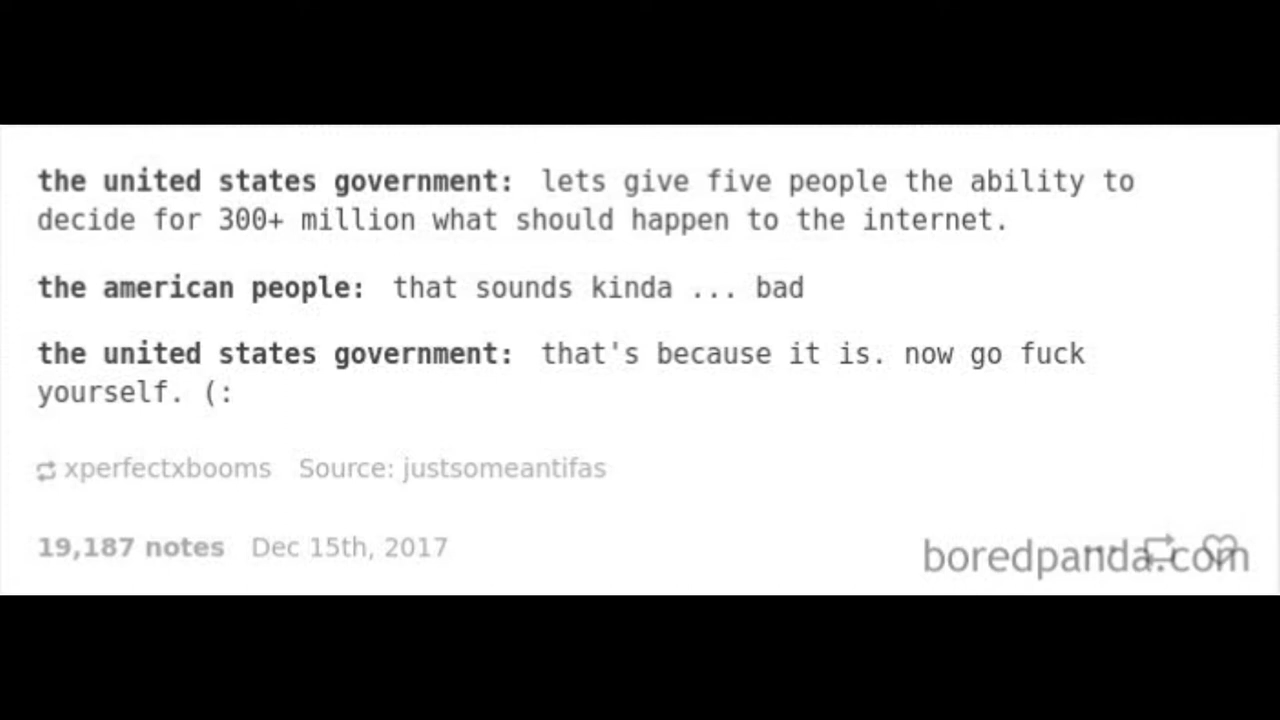 the united states government: lets give five people the ability to
decide for 300+ million what should happen to the internet.
the american people: that sounds kinda ... bad
the united states government: that's because it is. now go fuck
yourself. (:
xperfectxbooms Source: justsomeantifas
19,187 notes Dec 15th, 2017
boredpanda.com